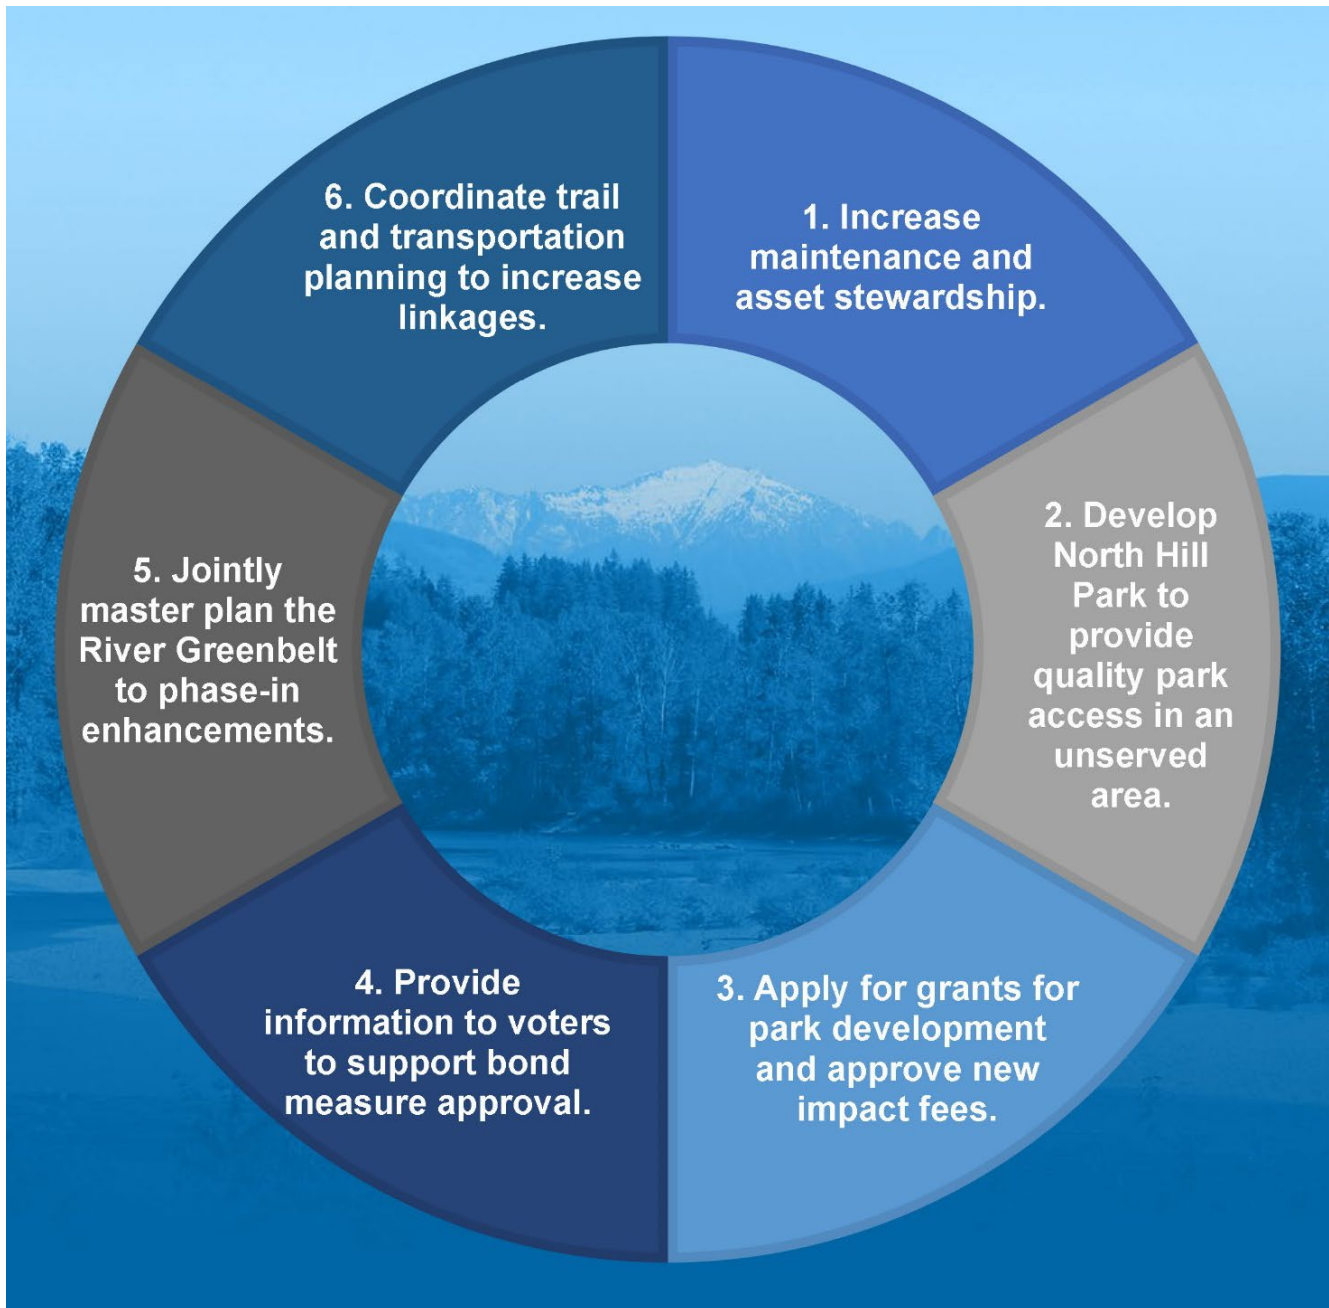 1. Increase
maintenance and
asset stewardship.
2. Develop
North Hill
Park to
provide
quality park
access in an
unserved
area.
3. Apply for grants for
park development
and approve new
impact fees.
4. Provide
information to voters
to support bond
measure approval.
5. Jointly
master plan the
River Greenbelt
to phase-in
enhancements.
6. Coordinate trail
and transportation
planning to increase
linkages.